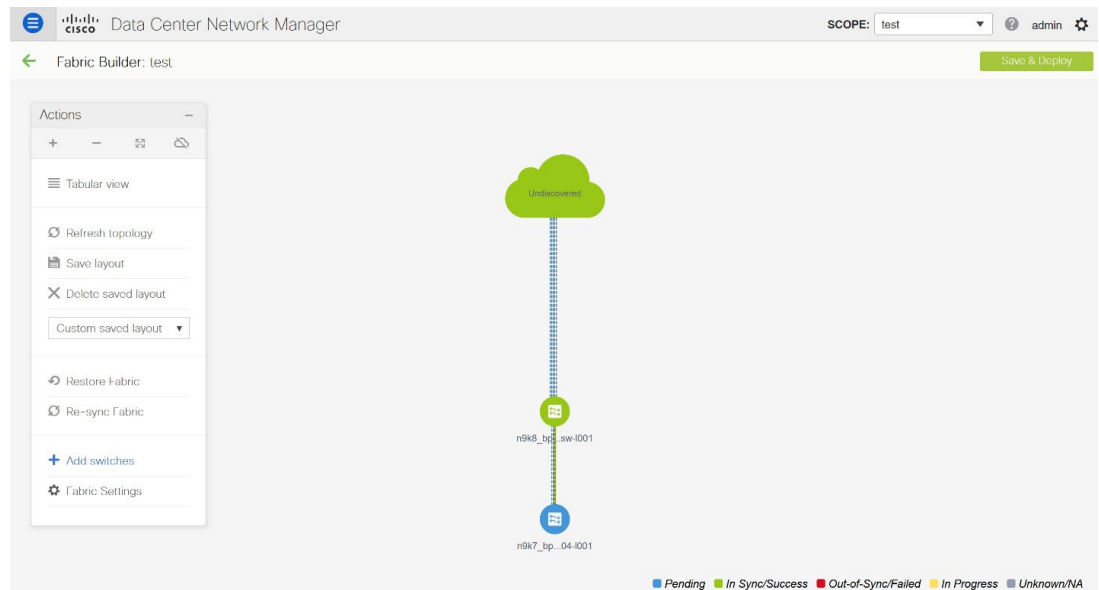 cisco Data Center Network Manager SCOPE: test admin
Fabric Builder: test Save & Deploy
Actions
Tabular view
Refresh topology
Save layout
Delete saved layout
Custom saved layout
Restore Fabric
Re-sync Fabric
Add switches
Fabric Settings
Undiscovered
n9k8_bp...sw-l001
n9k7_bp...04-l001
Pending In Sync/Success Out-of-Sync/Failed In Progress Unknown/NA